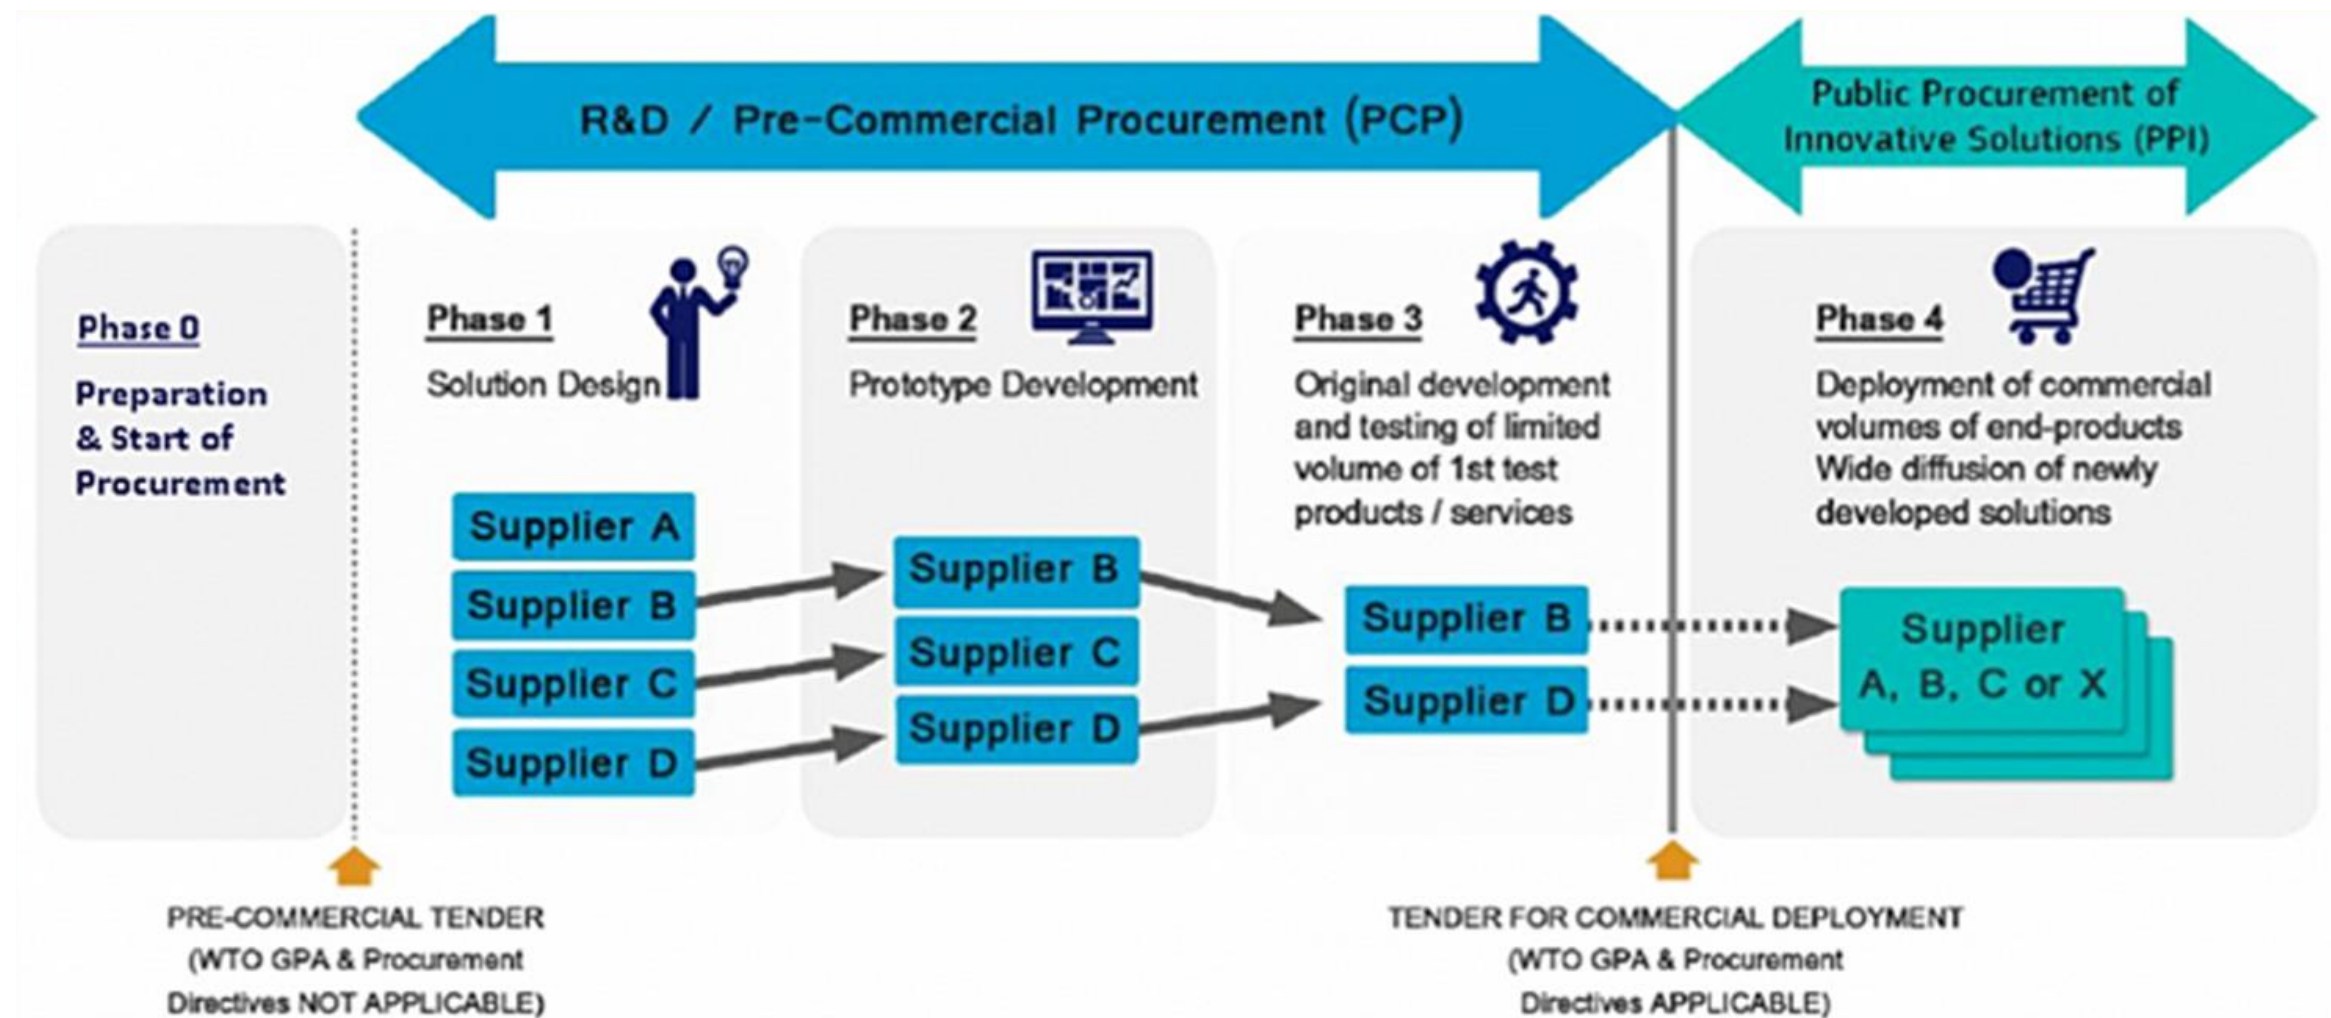 R&D / Pre-Commercial Procurement (PCP)
Public Procurement of
Innovative Solutions (PPI)
Phase 0
Preparation
& Start of
Procurement
Phase 1
Solution Design
Supplier A
Supplier B
Supplier C
Supplier D
Phase 2
Prototype Development
Supplier B
Supplier C
Supplier D
Phase 3
Original development
and testing of limited
volume of 1st test
products / services
Supplier B
Supplier D
Phase 4
Deployment of commercial
volumes of end-products
Wide diffusion of newly
developed solutions
Supplier
A, B, C or X
PRE-COMMERCIAL TENDER
(WTO GPA & Procurement
Directives NOT APPLICABLE)
TENDER FOR COMMERCIAL DEPLOYMENT
(WTO GPA & Procurement
Directives APPLICABLE)